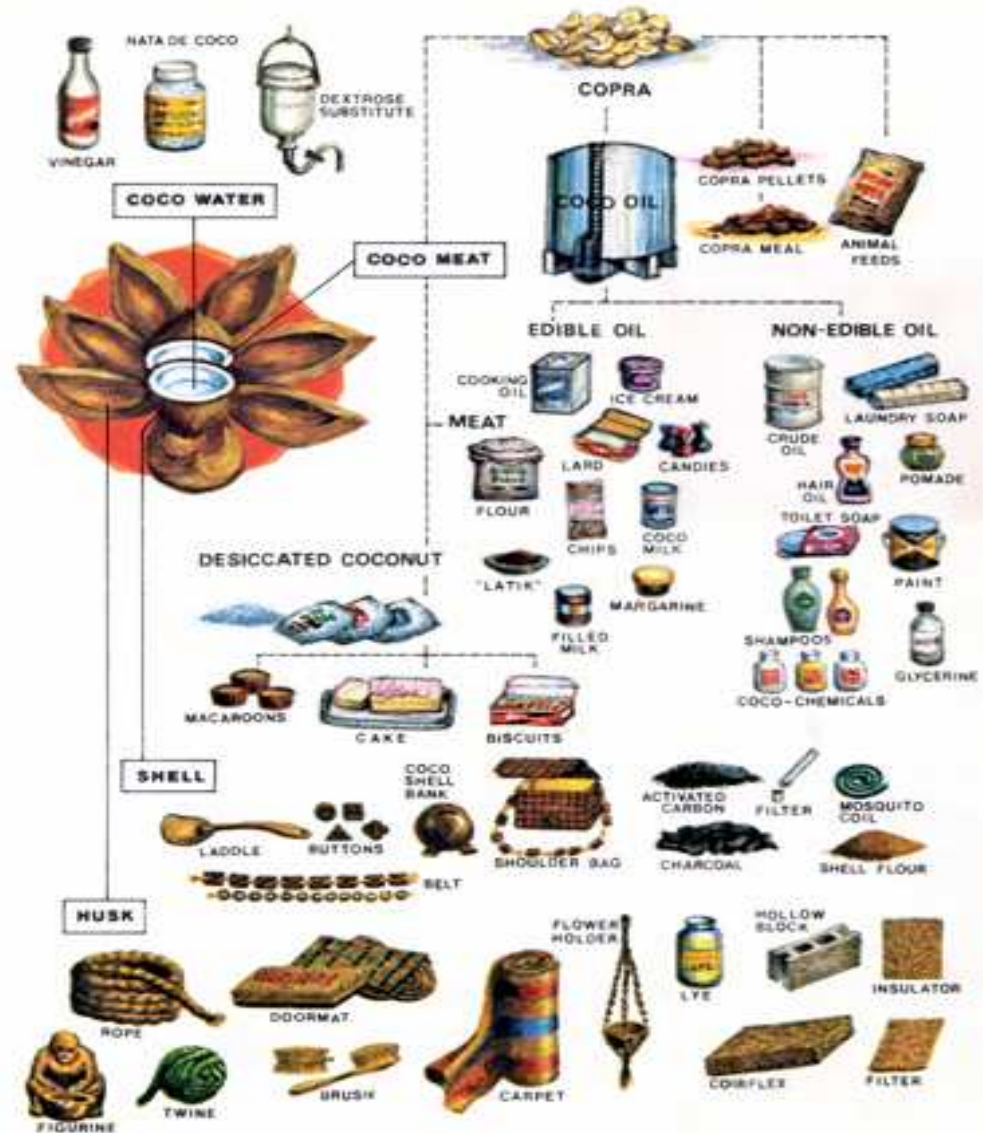 NATA DE COCO
DEXTROSE
SUBSTITUTE
VINEGAR
COCO WATER
COCO MEAT
COPRA
COCO OIL
COPRA PELLETS
COPRA MEAL
ANIMAL
FEEDS
EDIBLE OIL
NON-EDIBLE OIL
COOKING
OIL
ICE CREAM
LARD
CANDIES
MEAT
FLOUR
CHIPS
COCO
MILK
"LATIK"
MARGARINE
FILLED
MILK
CRUDE
OIL
LAUNDRY SOAP
HAIR
OIL
POMADE
TOILET SOAP
PAINT
SHAMPOOS
GLYCERINE
COCO-CHEMICALS
DESICCATED COCONUT
MACAROONS
CAKE
BISCUITS
SHELL
LADDLE
BUTTONS
COCO
SHELL
BANK
SHOULDER BAG
BELT
ACTIVATED
CARBON
FILTER
MOSQUITO
COIL
CHARCOAL
SHELL FLOUR
HUSK
ROPE
DOORMAT
FLOWER
HOLDER
LYE
HOLLOW
BLOCK
INSULATOR
FIGURINE
TWINE
BRUSH
CARPET
COIRFLEX
FILTER